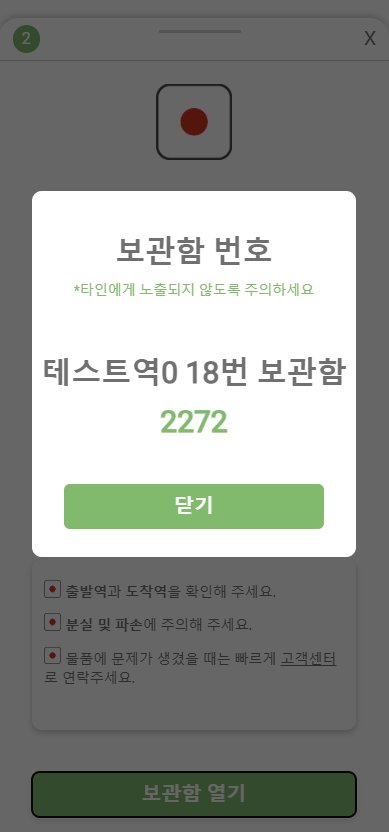 2
X
보관함 번호
*타인에게 노출되지 않도록 주의하세요
테스트역0 18번 보관함
2272
닫기
출발역과 도착역을 확인해 주세요.
분실 및 파손에 주의해 주세요.
물품에 문제가 생겼을 때는 빠르게 고객센터
로 연락주세요.
보관함 열기